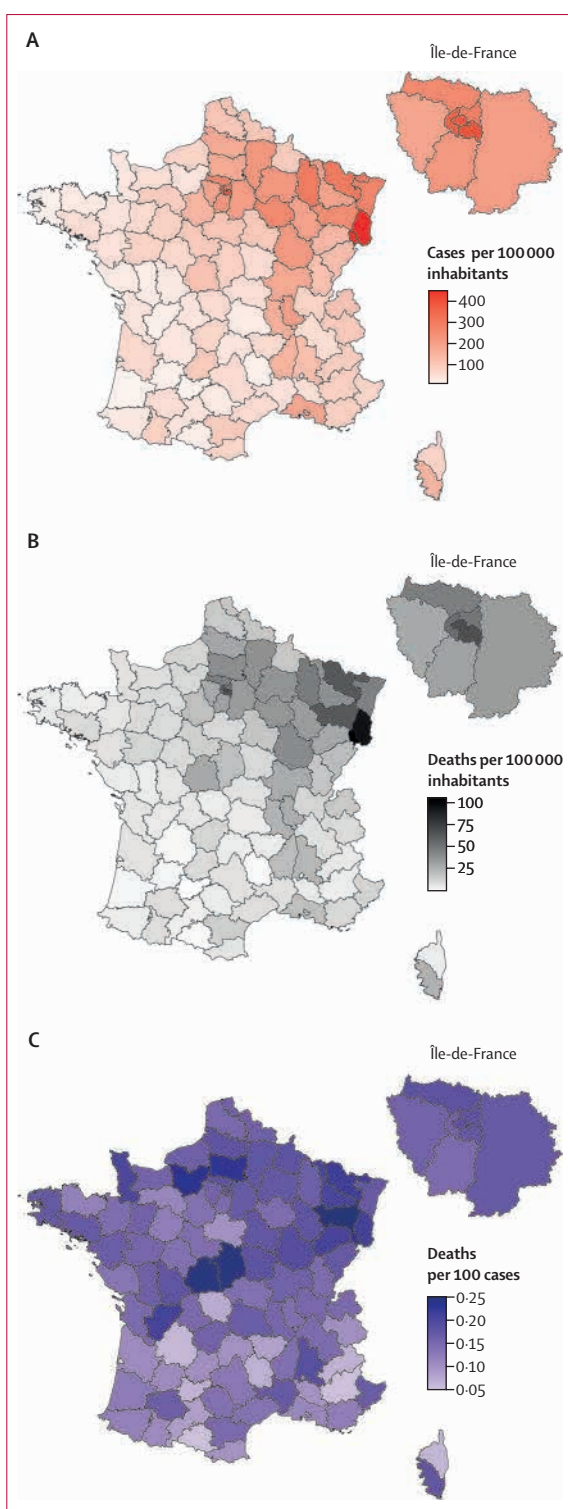 A
Île-de-France
Cases per 100 000
inhabitants
400
300
200
100
B
Île-de-France
Deaths per 100 000
inhabitants
100
75
50
25
C
Île-de-France
Deaths
per 100 cases
0·25
0·20
0·15
0·10
0·05